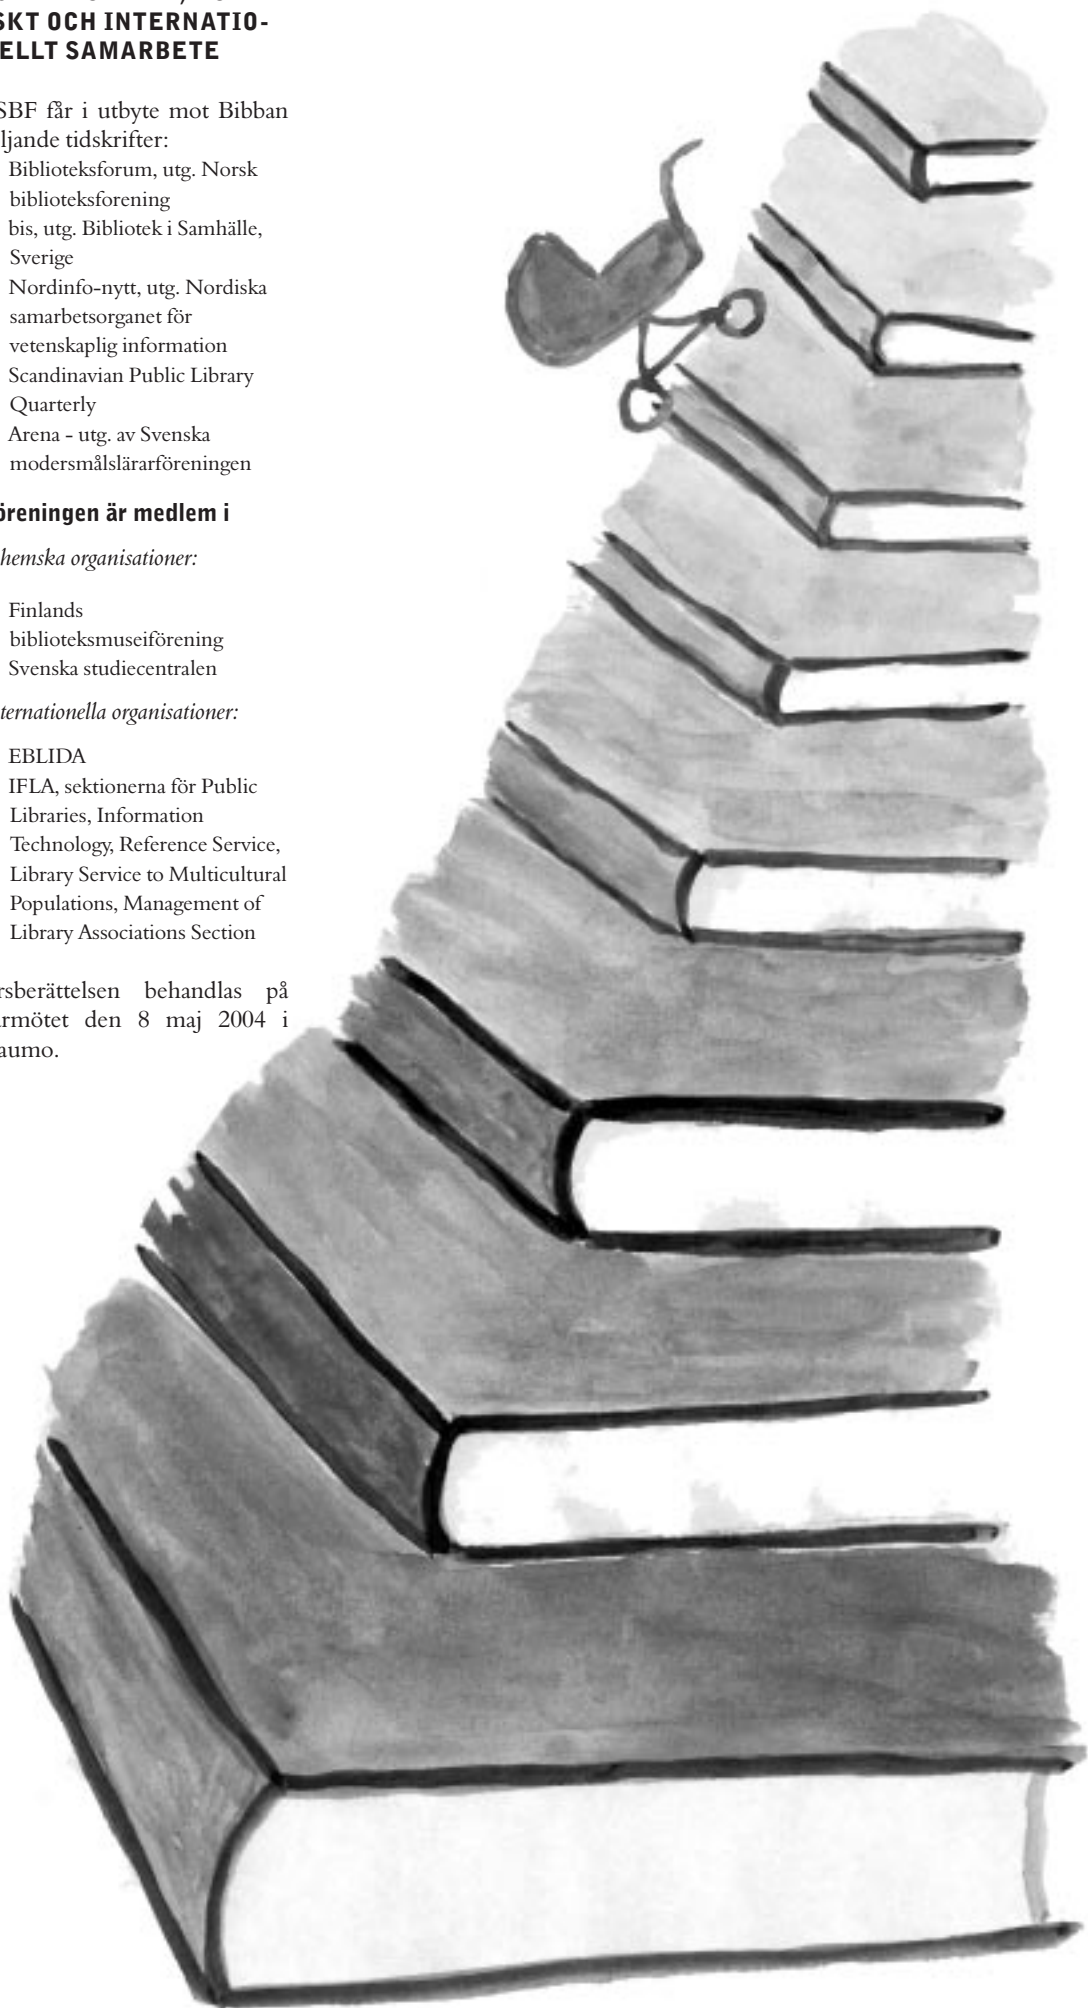 SKT OCH INTERNATIO-
ELLT SAMARBETE
SBF får i utbyte mot Bibban
ljande tidskrifter:
Biblioteksforum, utg. Norsk
biblioteksforening
bis, utg. Bibliotek i Samhälle,
Sverige
Nordinfo-nytt, utg. Nordiska
samarbetsorganet för
vetenskaplig information
Scandinavian Public Library
Quarterly
Arena - utg. av Svenska
modersmålslärarföreningen
öreningen är medlem i
hemska organisationer:
Finlands
biblioteksmuseiförening
Svenska studiecentralen
ternationella organisationer:
EBLIDA
IFLA, sektionerna för Public
Libraries, Information
Technology, Reference Service,
Library Service to Multicultural
Populations, Management of
Library Associations Section
rsberättelsen behandlas på
rmötet den 8 maj 2004 i
aumo.